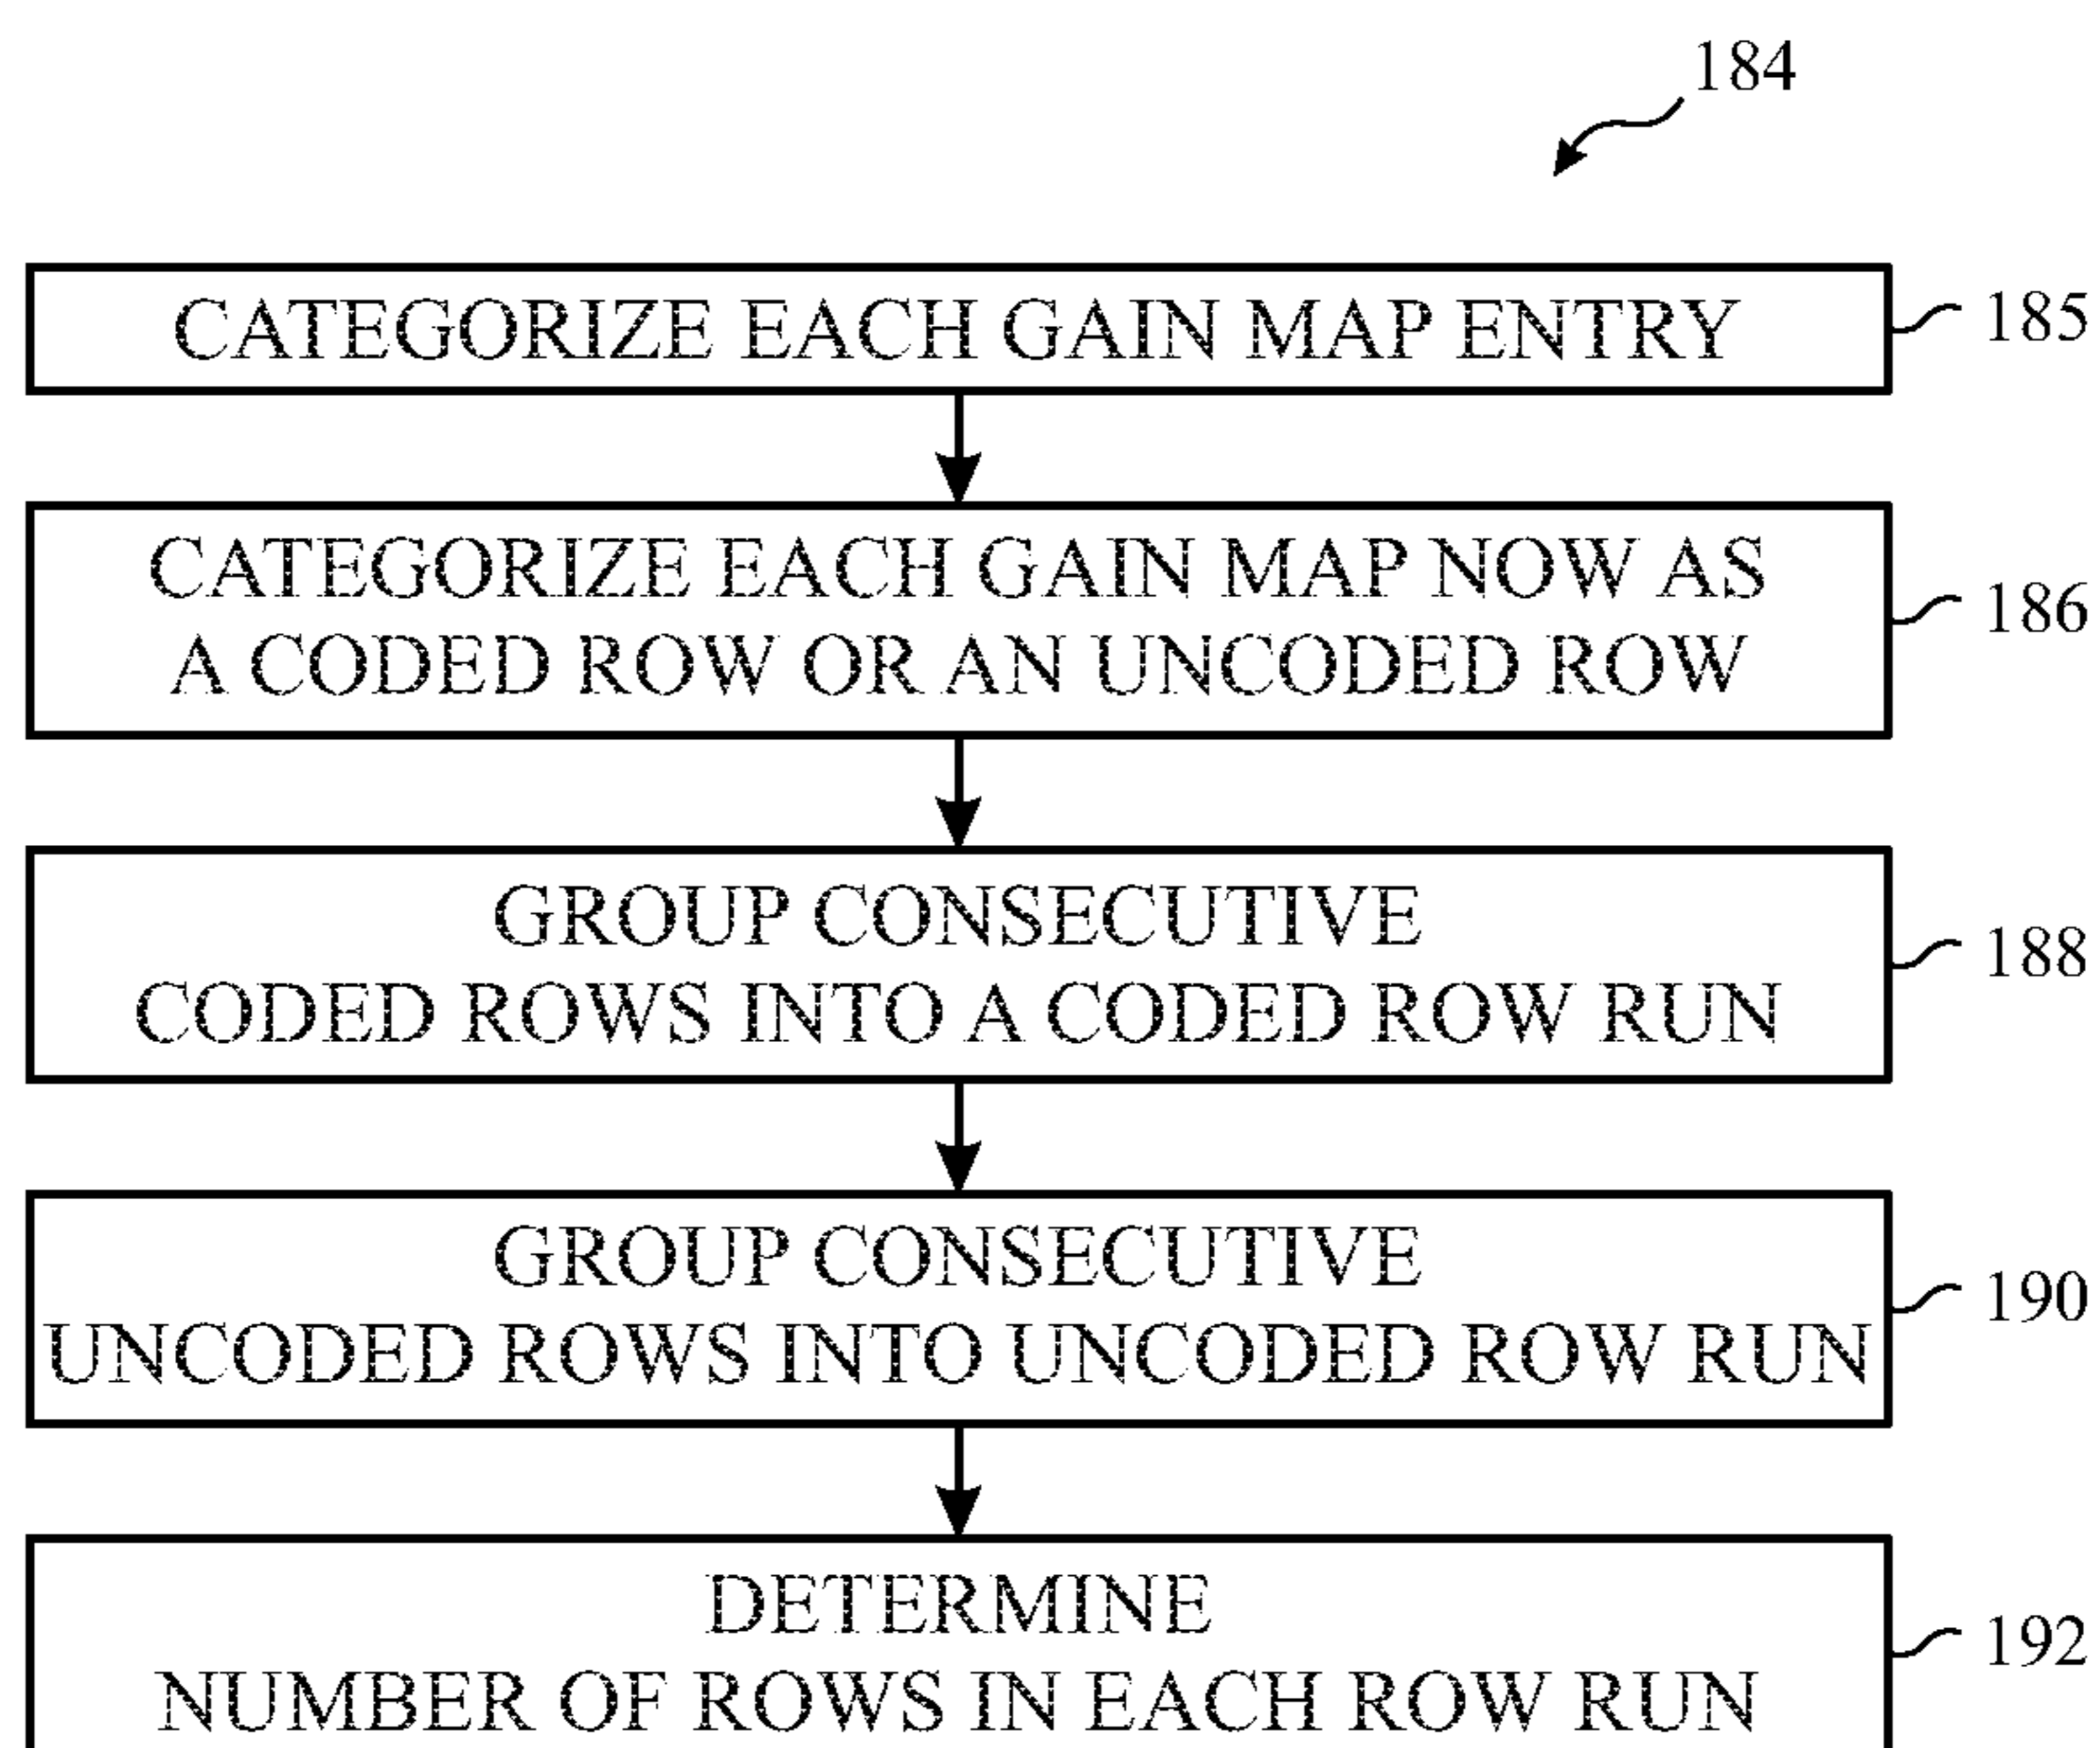 184
CATEGORIZE EACH GAIN MAP ENTRY
185
CATEGORIZE EACH GAIN MAP NOW AS
A CODED ROW OR AN UNCODED ROW
186
GROUP CONSECUTIVE
CODED ROWS INTO A CODED ROW RUN
188
GROUP CONSECUTIVE
UNCODED ROWS INTO UNCODED ROW RUN
190
DETERMINE
NUMBER OF ROWS IN EACH ROW RUN
192